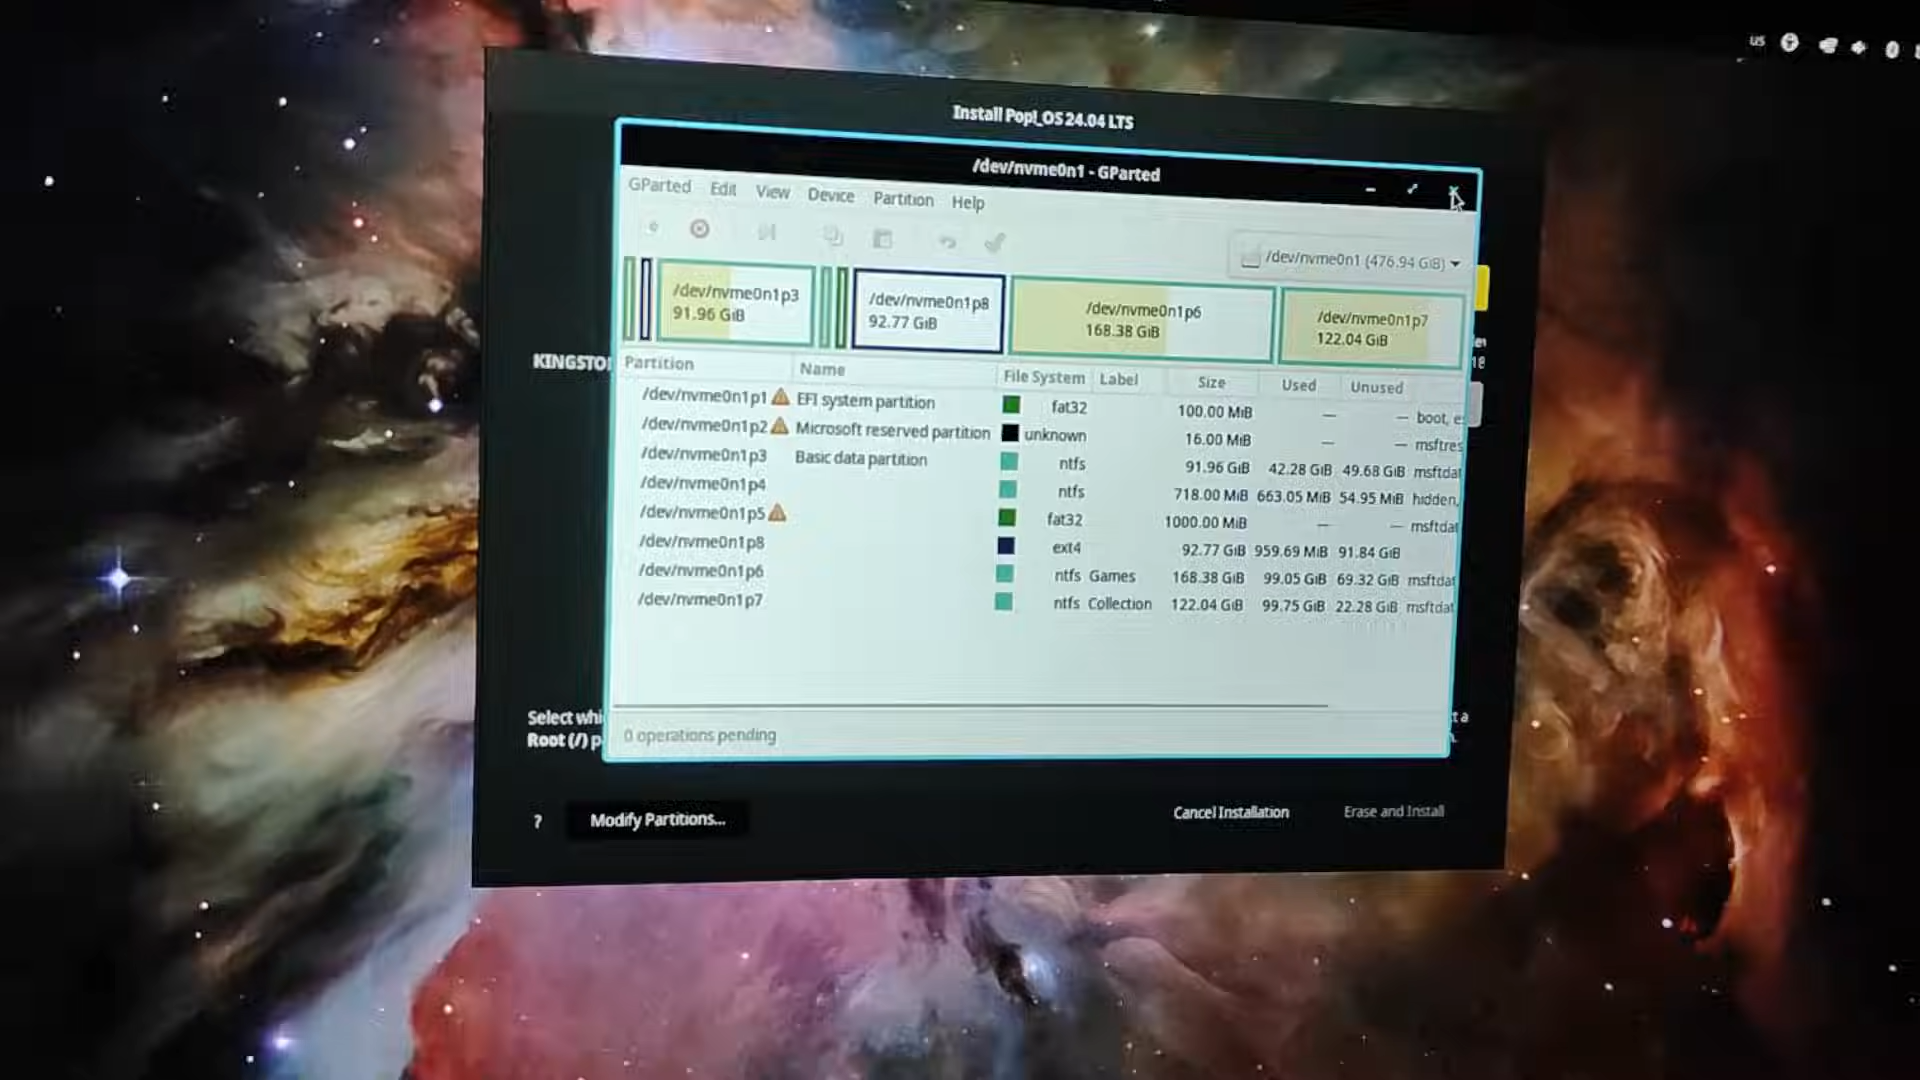 us
Install Pop!_OS 24.04 LTS
/dev/nvme0n1 - GParted
GParted Edit View Device Partition Help
/dev/nvme0n1 (476.94 GiB)
/dev/nvme0n1p3
91.96 GiB
/dev/nvme0n1p8
92.77 GiB
/dev/nvme0n1p6
168.38 GiB
/dev/nvme0n1p7
122.04 GiB
KINGSTO
Partition Name File System Label Size Used Unused
/dev/nvme0n1p1 EFI system partition fat32 100.00 MiB — — boot, e
/dev/nvme0n1p2 Microsoft reserved partition unknown 16.00 MiB — — msftres
/dev/nvme0n1p3 Basic data partition ntfs 91.96 GiB 42.28 GiB 49.68 GiB msftdat
/dev/nvme0n1p4 ntfs 718.00 MiB 663.05 MiB 54.95 MiB hidden,
/dev/nvme0n1p5 fat32 1000.00 MiB — — msftdat
/dev/nvme0n1p8 ext4 92.77 GiB 959.69 MiB 91.84 GiB
/dev/nvme0n1p6 ntfs Games 168.38 GiB 99.05 GiB 69.32 GiB msftdat
/dev/nvme0n1p7 ntfs Collection 122.04 GiB 99.75 GiB 22.28 GiB msftdat
Select whi
Root (/) p
0 operations pending
? Modify Partitions... Cancel Installation Erase and Install